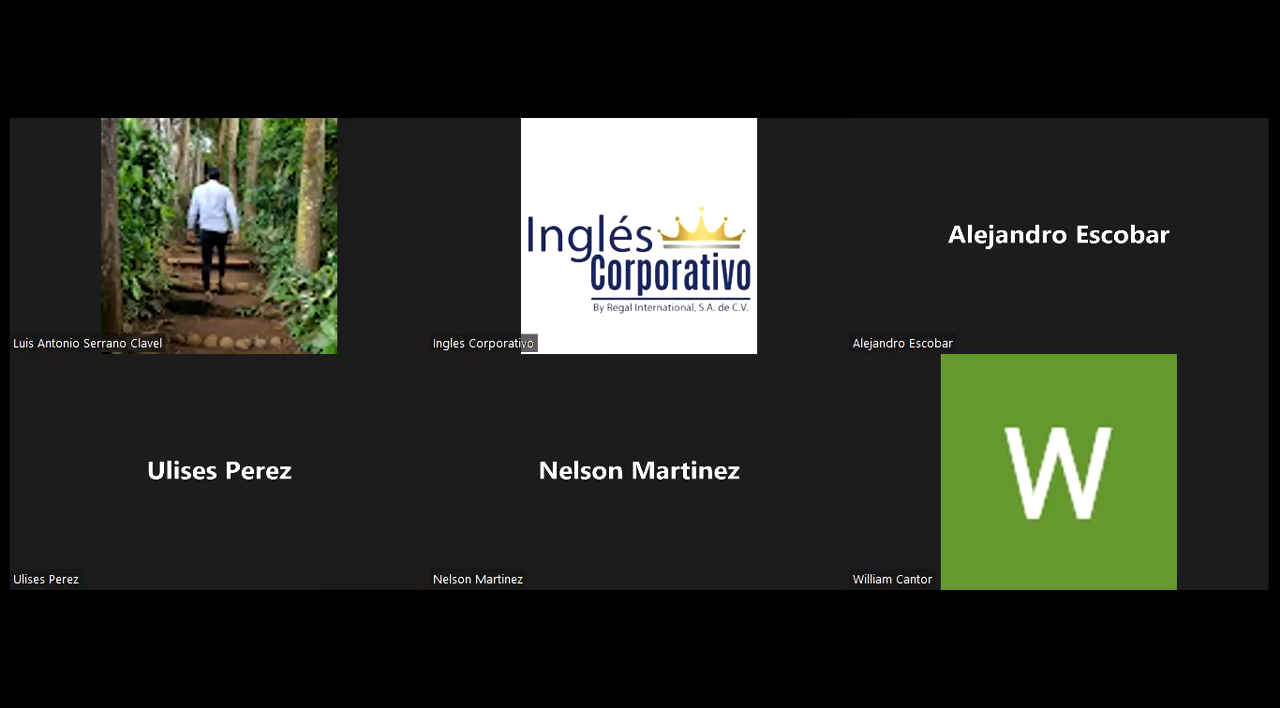 Luis Antonio Serrano Clavel
Inglés
Corporativo
By Regal International, S.A. de C.V.
Ingles Corporativo
Alejandro Escobar
Alejandro Escobar
Ulises Perez
Ulises Perez
Nelson Martinez
Nelson Martinez
W
William Cantor